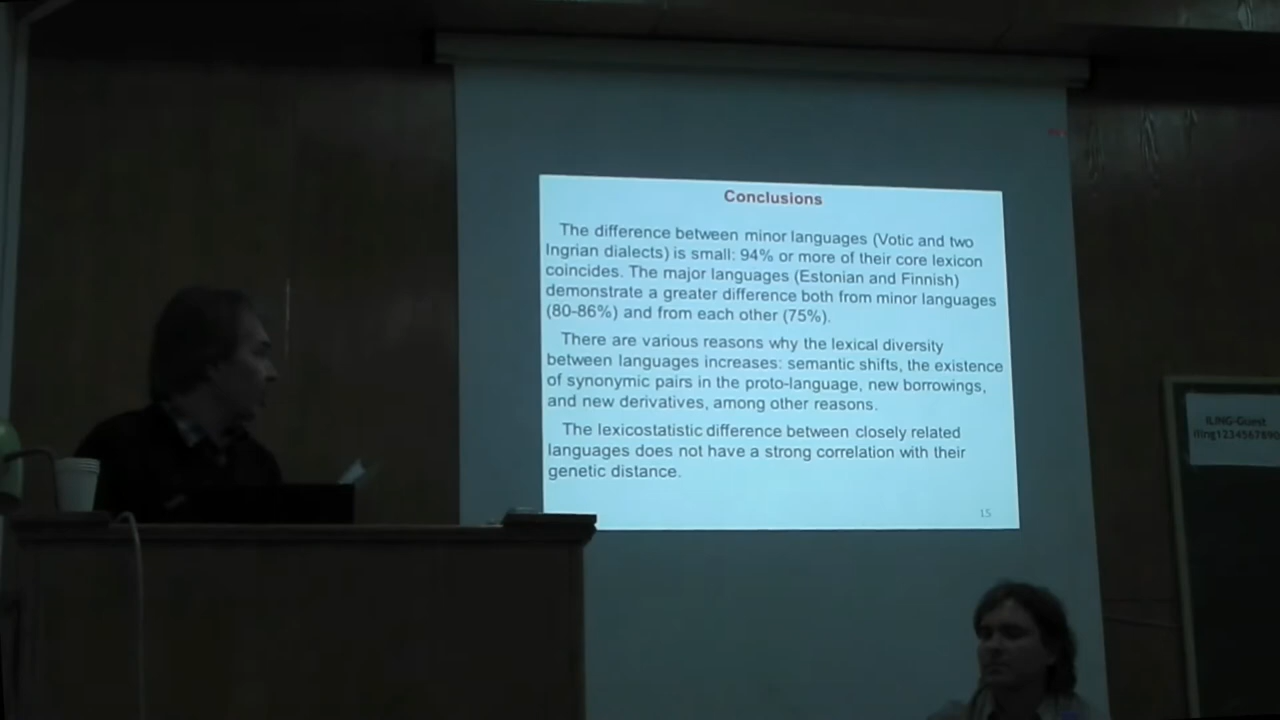 Conclusions
The difference between minor languages (Votic and two
Ingrian dialects) is small: 94% or more of their core lexicon
coincides. The major languages (Estonian and Finnish)
demonstrate a greater difference both from minor languages
(80-86%) and from each other (75%).
There are various reasons why the lexical diversity
between languages increases: semantic shifts, the existence
of synonymic pairs in the proto-language, new borrowings,
and new derivatives, among other reasons.
The lexicostatistic difference between closely related
languages does not have a strong correlation with their
genetic distance.
15
ILING-Guest
iling1234567890